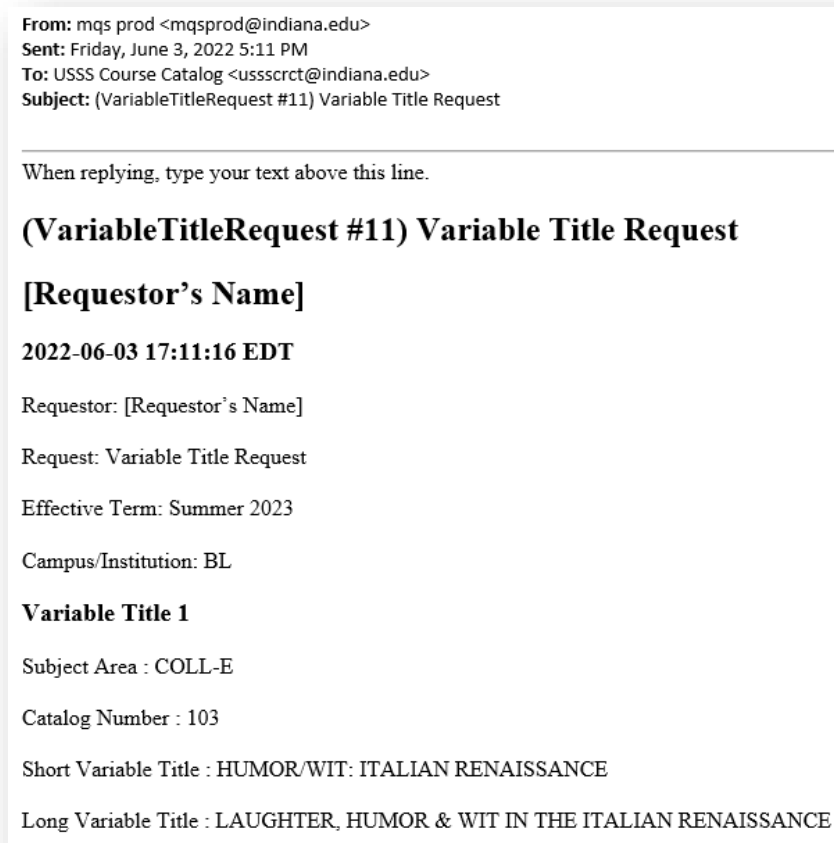 From: mqs prod <mqsprod@indiana.edu>
Sent: Friday, June 3, 2022 5:11 PM
To: USSS Course Catalog <ussscrct@indiana.edu>
Subject: (VariableTitleRequest #11) Variable Title Request
When replying, type your text above this line.
(VariableTitleRequest #11) Variable Title Request
[Requestor’s Name]
2022-06-03 17:11:16 EDT
Requestor: [Requestor’s Name]
Request: Variable Title Request
Effective Term: Summer 2023
Campus/Institution: BL
Variable Title 1
Subject Area : COLL-E
Catalog Number : 103
Short Variable Title : HUMOR/WIT: ITALIAN RENAISSANCE
Long Variable Title : LAUGHTER, HUMOR & WIT IN THE ITALIAN RENAISSANCE